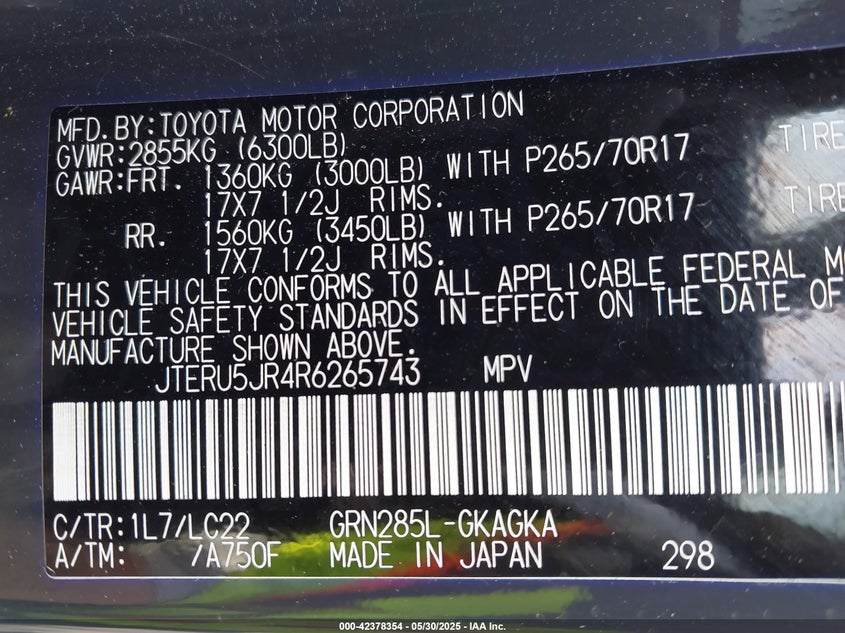 MFD.BY:TOYOTA MOTOR CORPORATION
GVWR:2855KG (6300LB)
GAWR:FRT. 1360KG (3000LB) WITH P265/70R17 TIRE
17X7 1/2J RIMS.
RR. 1560KG (3450LB) WITH P265/70R17 TIRE
17X7 1/2J RIMS.
THIS VEHICLE CONFORMS TO ALL APPLICABLE FEDERAL
VEHICLE SAFETY STANDARDS IN EFFECT ON THE DATE OF
MANUFACTURE SHOWN ABOVE.
JTERU5JR4R6265743 MPV
C/TR:1L7/LC22 GRN285L-GKAGKA
A/TM: /A750F MADE IN JAPAN 298
000-42378354 — 05/30/2025 - IAA Inc.